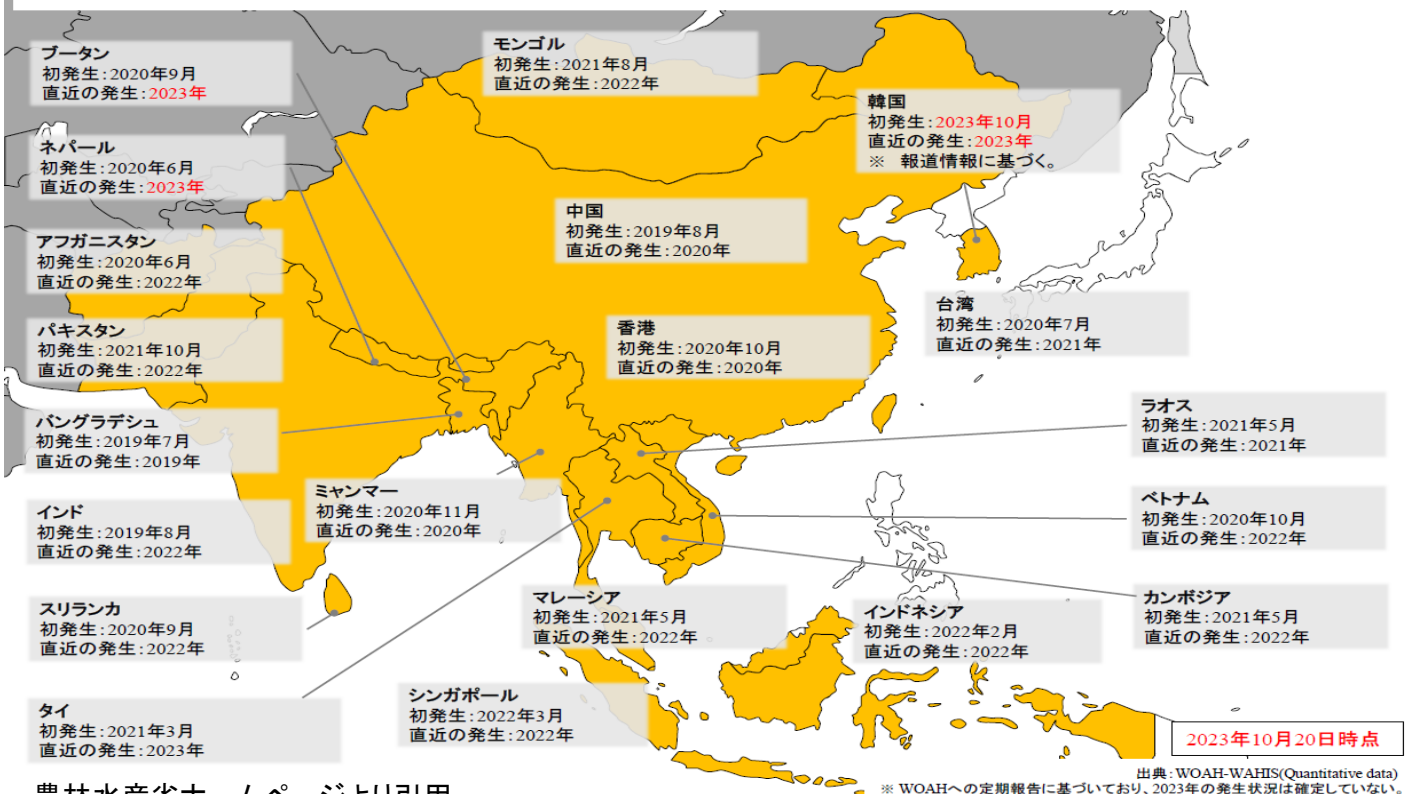 ブータン
初発生:2020年9月
直近の発生:2023年
モンゴル
初発生:2021年8月
直近の発生:2022年
韓国
初発生:2023年10月
直近の発生:2023年
※ 報道情報に基づく。
ネパール
初発生:2020年6月
直近の発生:2023年
中国
初発生:2019年8月
直近の発生:2020年
アフガニスタン
初発生:2020年6月
直近の発生:2022年
台湾
初発生:2020年7月
直近の発生:2021年
パキスタン
初発生:2021年10月
直近の発生:2022年
香港
初発生:2020年10月
直近の発生:2020年
バングラデシュ
初発生:2019年7月
直近の発生:2019年
ラオス
初発生:2021年5月
直近の発生:2021年
ミャンマー
初発生:2020年11月
直近の発生:2020年
インド
初発生:2019年8月
直近の発生:2022年
ベトナム
初発生:2020年10月
直近の発生:2022年
スリランカ
初発生:2020年9月
直近の発生:2022年
マレーシア
初発生:2021年5月
直近の発生:2022年
インドネシア
初発生:2022年2月
直近の発生:2022年
カンボジア
初発生:2021年5月
直近の発生:2022年
タイ
初発生:2021年3月
直近の発生:2023年
シンガポール
初発生:2022年3月
直近の発生:2022年
2023年10月20日時点
出典:WOAH-WAHIS(Quantitative data)
※ WOAHへの定期報告に基づいており、2023年の発生状況は確定していない。
農林水産省ホームページより引用